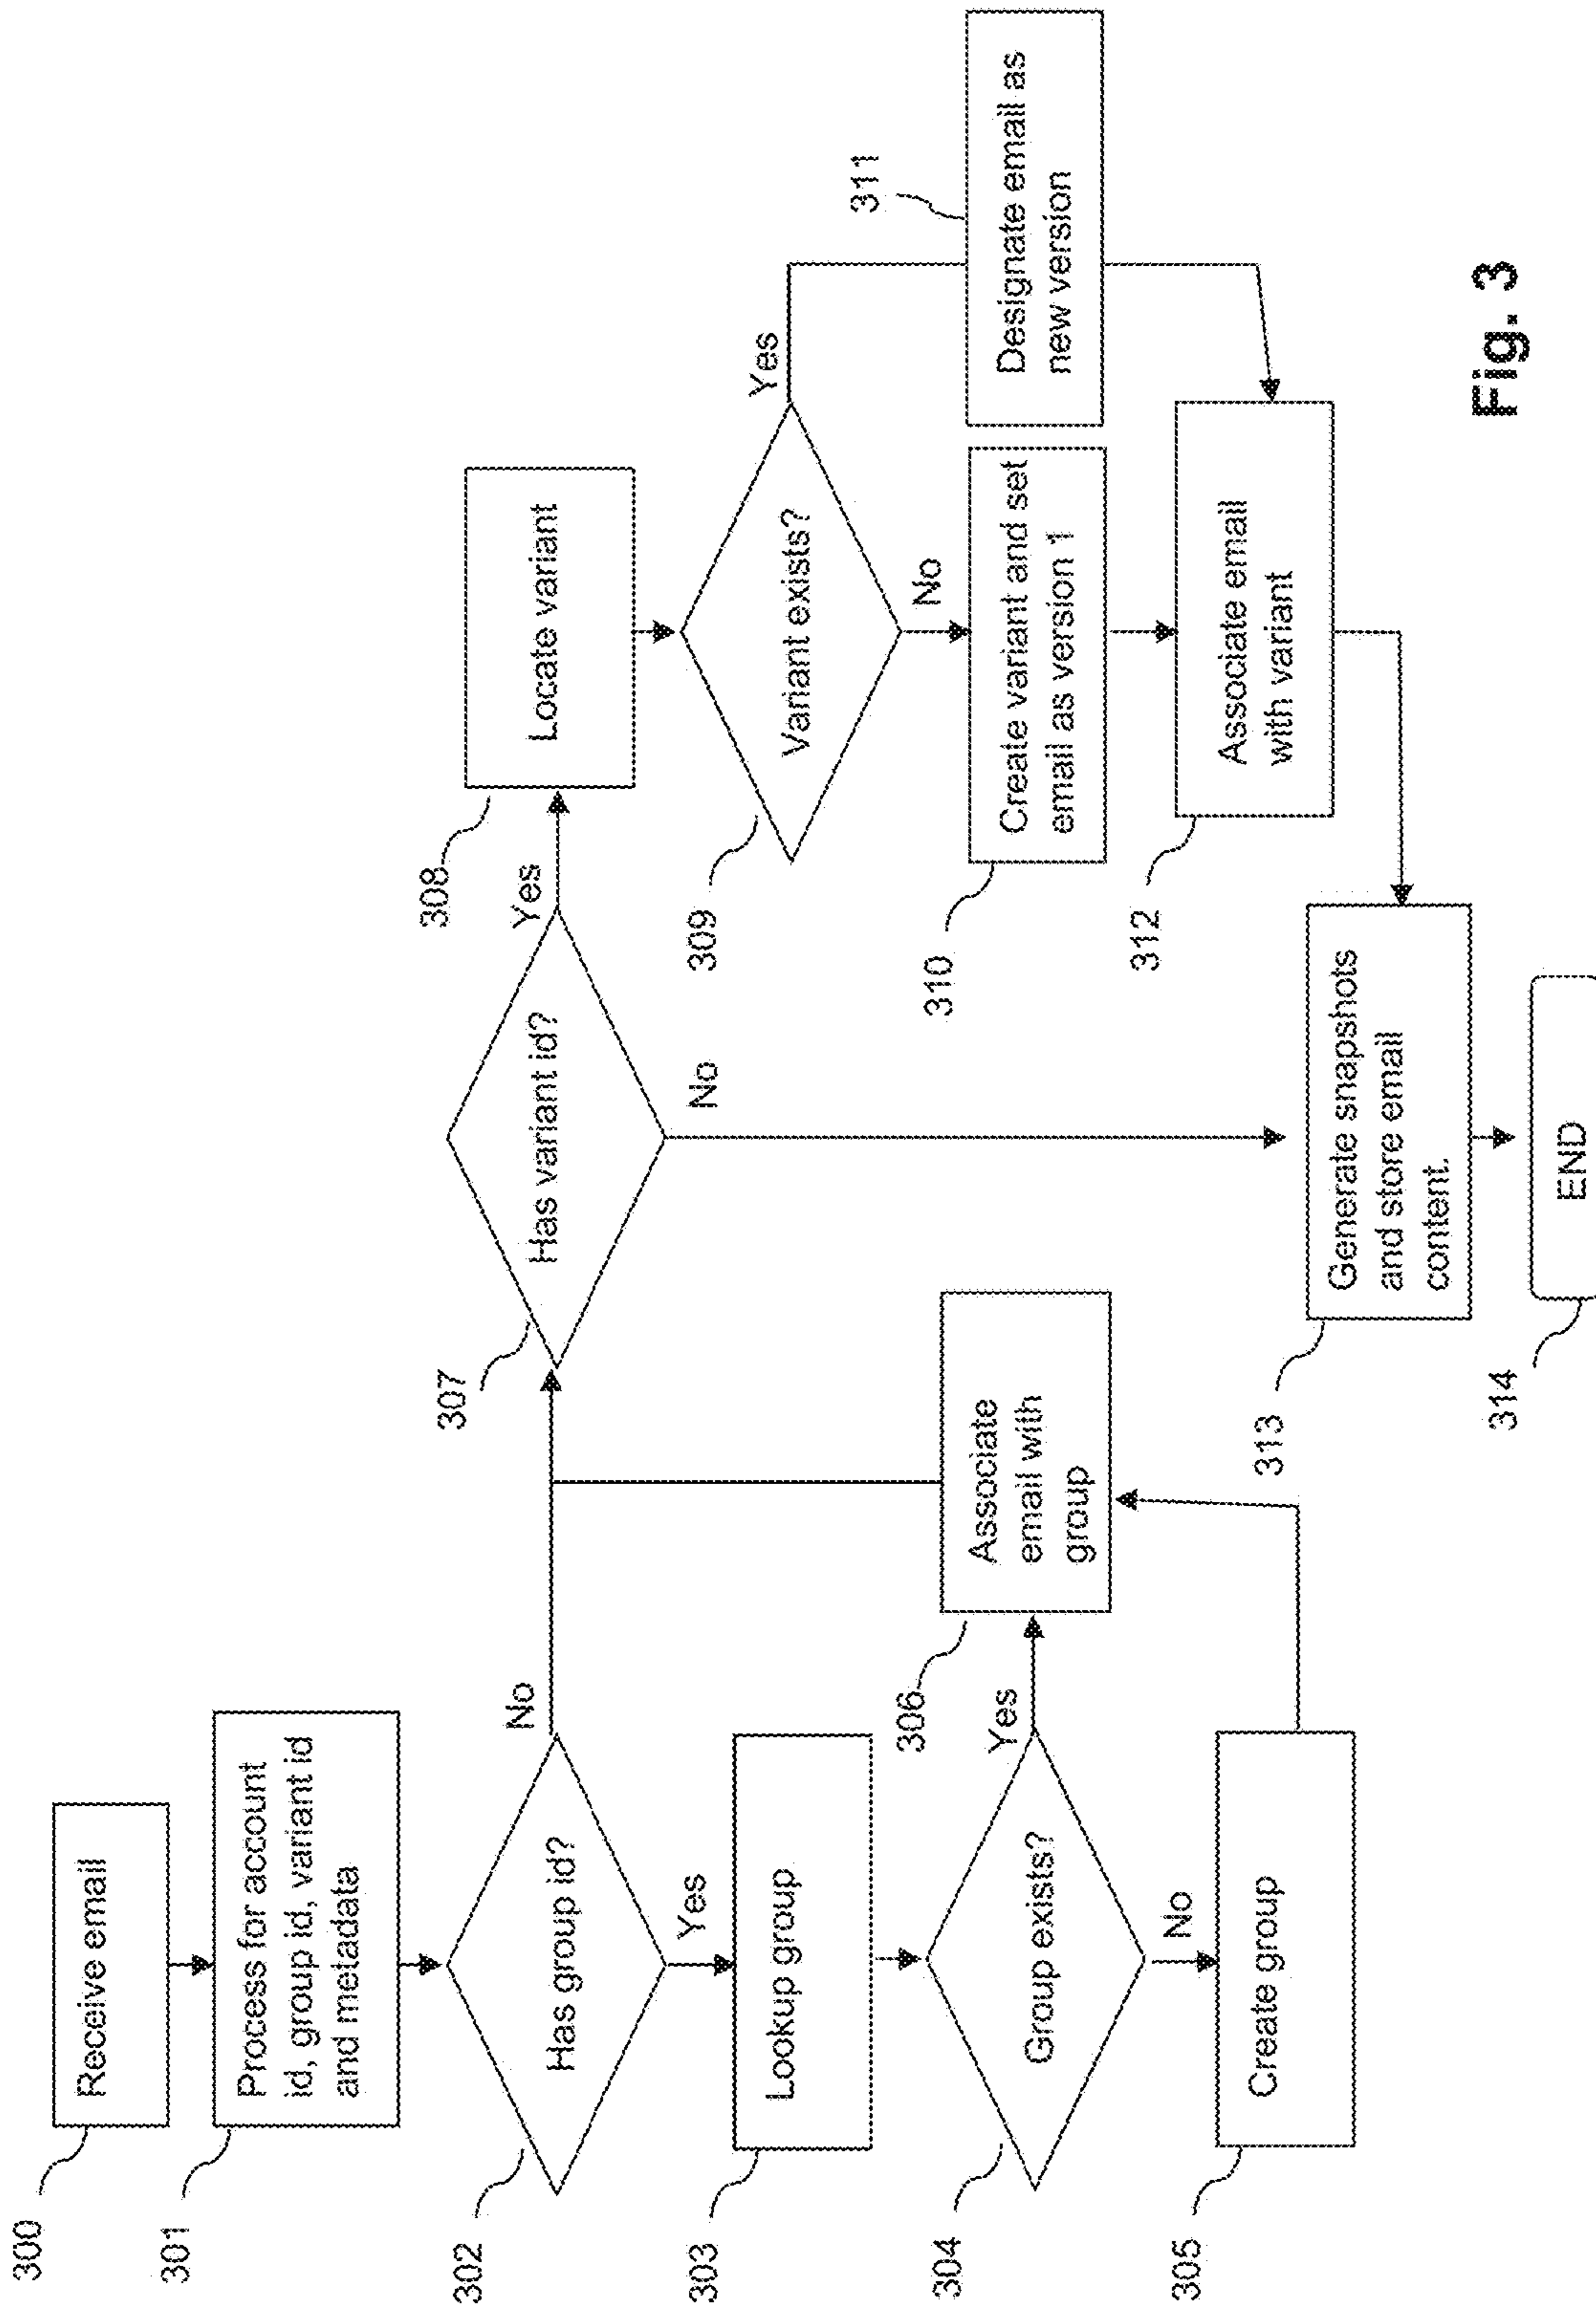 300
Receive email
301
Process for account
id, group id, variant id
and metadata
302
Has group id?
No
Yes
303
Lookup group
304
Group exists?
Yes
No
305
Create group
306
Associate
email with
group
307
Has variant id?
Yes
No
308
Locate variant
309
Variant exists?
Yes
No
310
Create variant and set
email as version 1
311
Designate email as
new version
312
Associate email
with variant
313
Generate snapshots
and store email
content.
314
END
Fig. 3